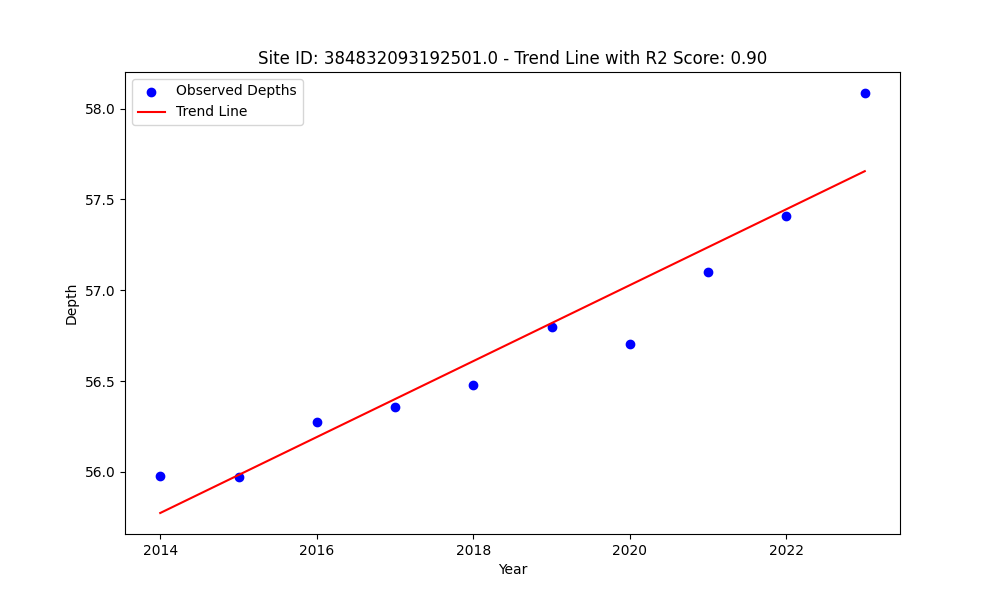 Site ID: 384832093192501.0 - Trend Line with R2 Score: 0.90
Observed Depths
Trend Line
58.0
57.5
57.0
56.5
56.0
Depth
2014
2016
2018
2020
2022
Year